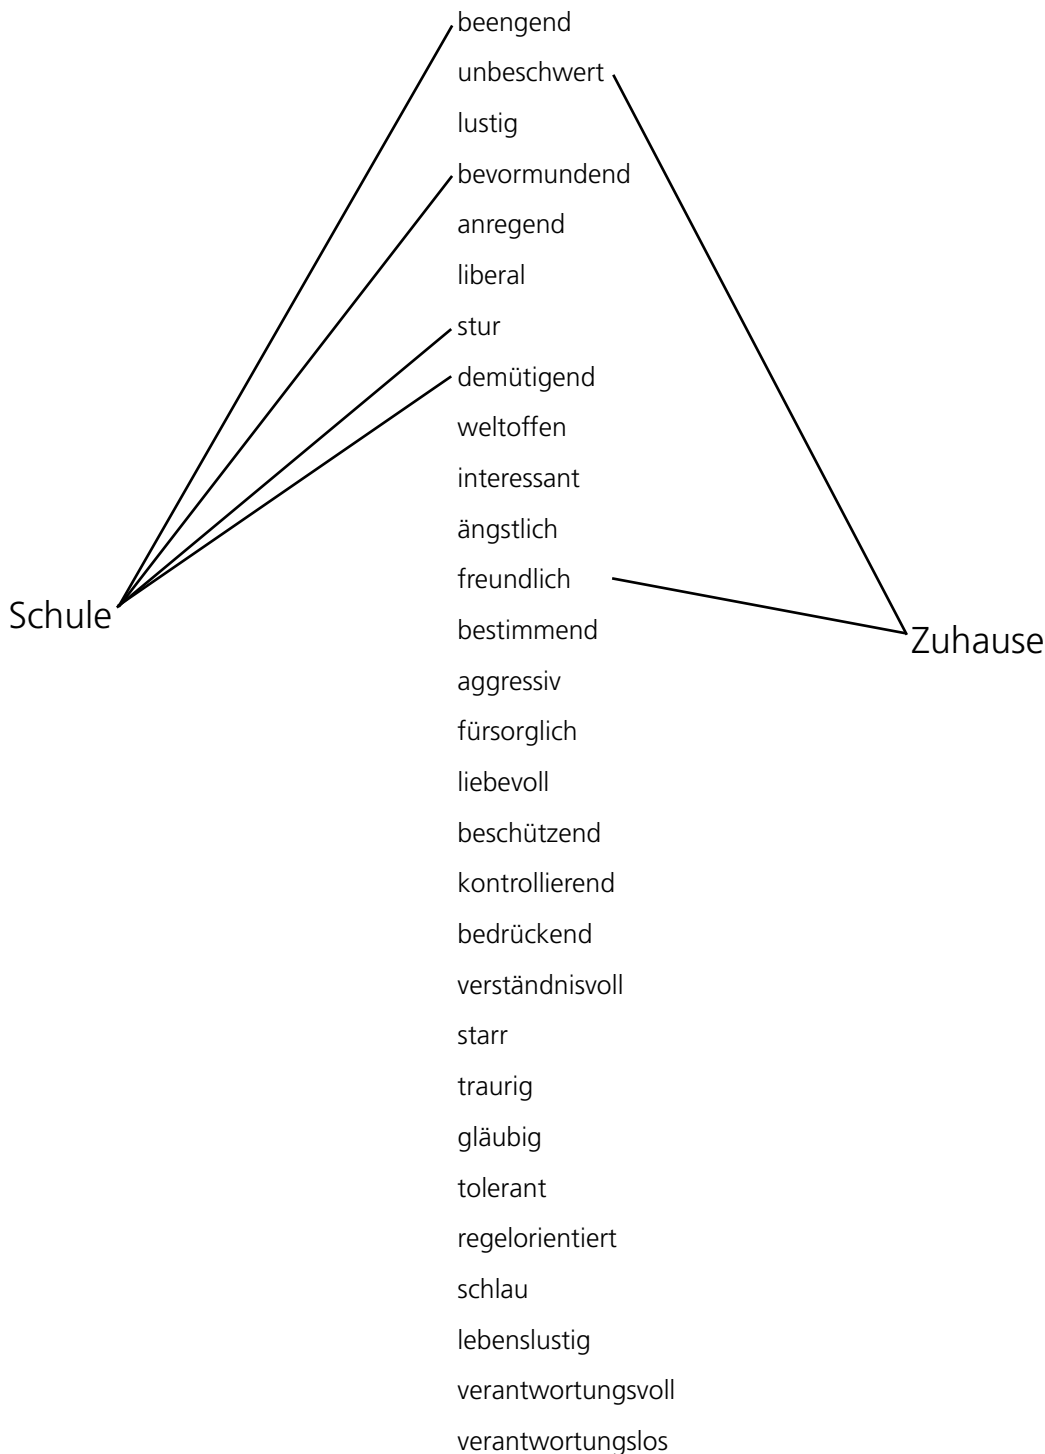 beengend
unbeschwert
lustig
bevormundend
anregend
liberal
stur
demütigend
weltoffen
interessant
ängstlich
freundlich
Schule
bestimmend
Zuhause
aggressiv
fürsorglich
liebevoll
beschützend
kontrollierend
bedrückend
verständnisvoll
starr
traurig
gläubig
tolerant
regelorientiert
schlau
lebenslustig
verantwortungsvoll
verantwortungslos